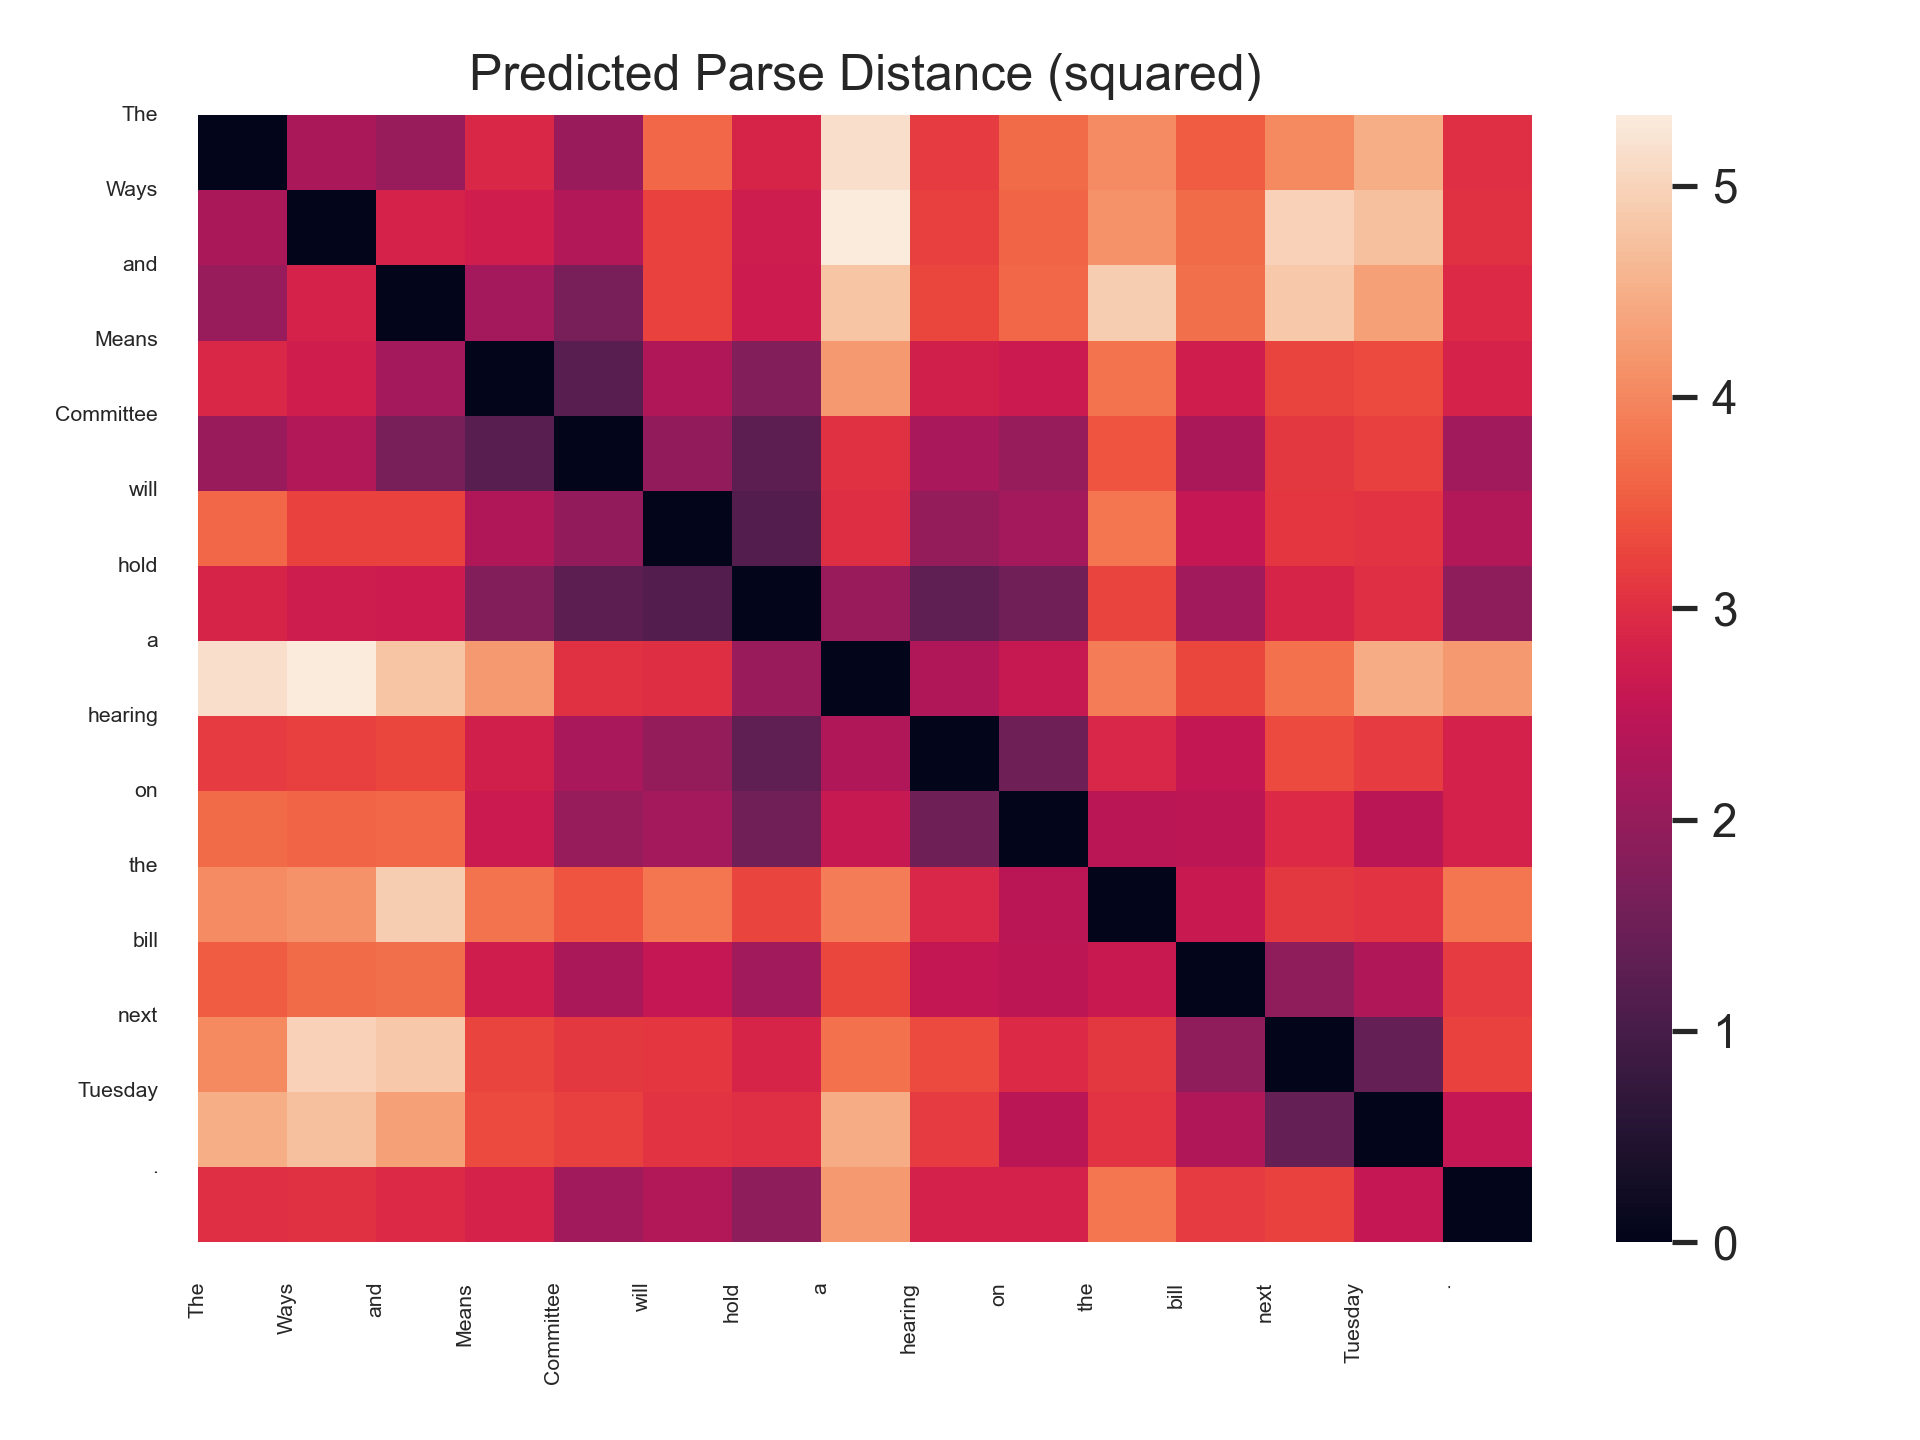 Predicted Parse Distance (squared)
The
Ways
and
Means
Committee
will
hold
a
hearing
on
the
bill
next
Tuesday
.
5
4
3
2
1
0
The
Ways
and
Means
Committee
will
hold
a
hearing
on
the
bill
next
Tuesday
.